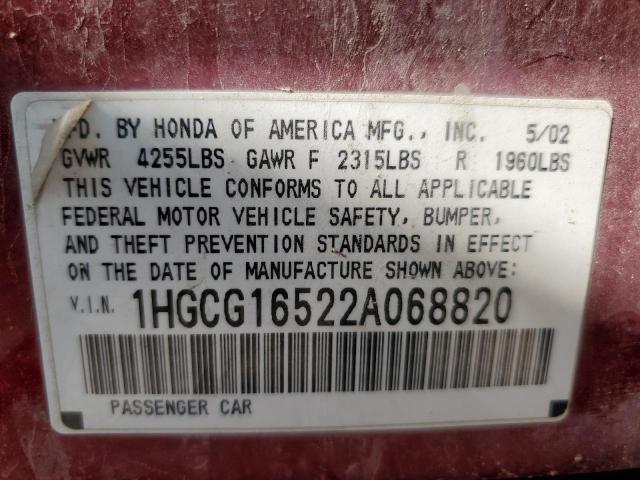 MFD. BY HONDA OF AMERICA MFG., INC. 5/02
GVWR 4255LBS GAWR F 2315LBS R 1960LBS
THIS VEHICLE CONFORMS TO ALL APPLICABLE
FEDERAL MOTOR VEHICLE SAFETY, BUMPER,
AND THEFT PREVENTION STANDARDS IN EFFECT
ON THE DATE OF MANUFACTURE SHOWN ABOVE:
V.I.N. 1HGCG16522A068820
PASSENGER CAR